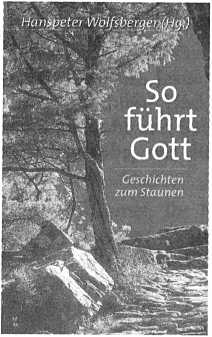 Hanspeter Wolfsberger (Hg.)
So
führt
Gott
Geschichten
zum Staunen